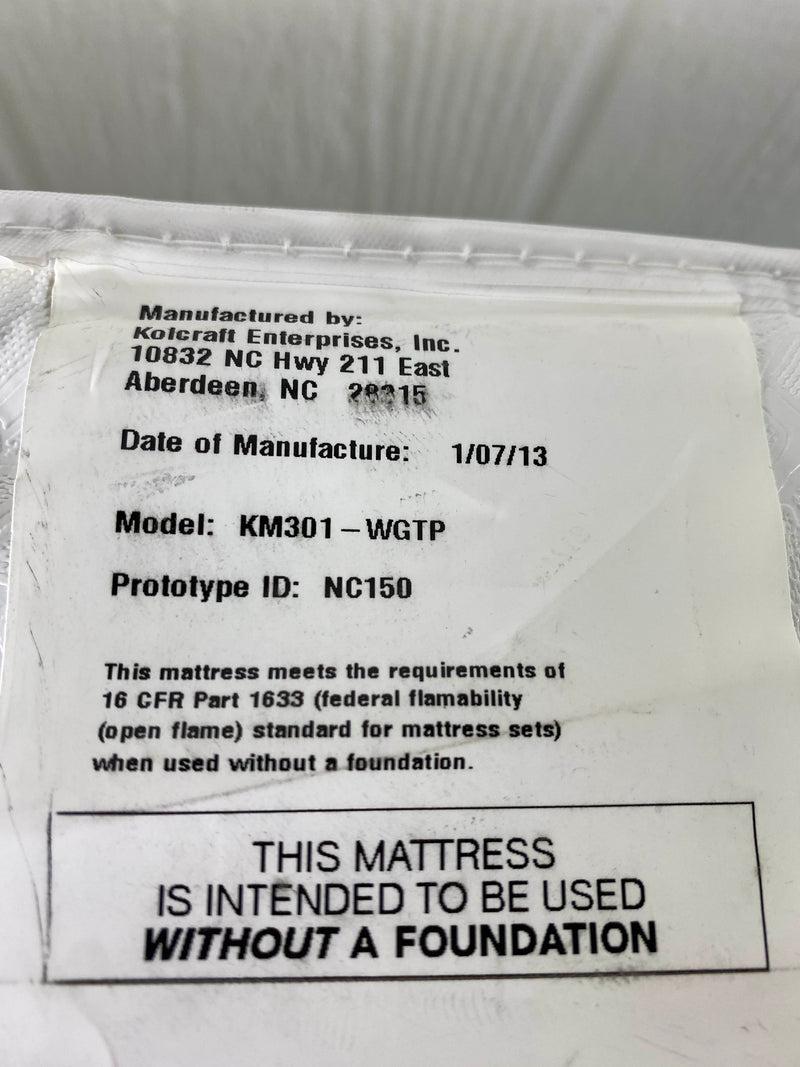 Manufactured by:
Kolcraft Enterprises, Inc.
10832 NC Hwy 211 East
Aberdeen, NC 28315
Date of Manufacture: 1/07/13
Model: KM301-WGTP
Prototype ID: NC150
This mattress meets the requirements of
16 CFR Part 1633 (federal flamability
(open flame) standard for mattress sets)
when used without a foundation.
THIS MATTRESS
IS INTENDED TO BE USED
WITHOUT A FOUNDATION